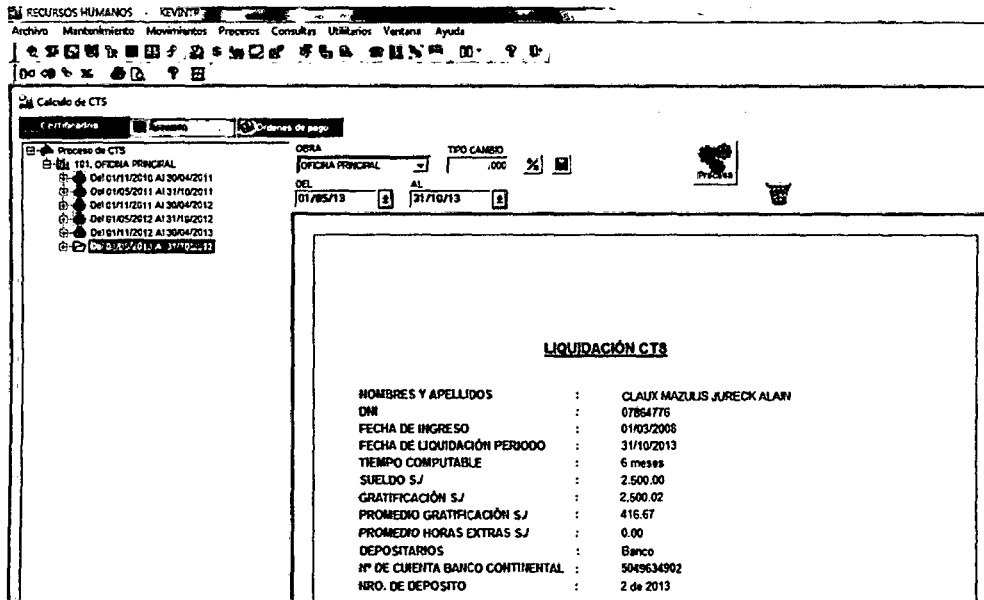 RECURSOS HUMANOS - KEVINTR
Archivo Mantenimiento Movimientos Procesos Consultas Utilitarios Ventana Ayuda
Calculo de CTS
Certificados Ordenes de pago
Proceso de CTS
101. OFICINA PRINCIPAL
Del 01/11/2010 Al 30/04/2011
Del 01/05/2011 Al 31/10/2011
Del 01/11/2011 Al 30/04/2012
Del 01/05/2012 Al 31/10/2012
Del 01/11/2012 Al 30/04/2013
OBRA TIPO CAMBIO
OFICINA PRINCIPAL .000 %
Procesa
DEL AL
01/05/13 31/10/13
LIQUIDACIÓN CTS
NOMBRES Y APELLIDOS : CLAUX MAZULIS JURECK ALAIN
DNI : 07864776
FECHA DE INGRESO : 01/03/2008
FECHA DE LIQUIDACIÓN PERIODO : 31/10/2013
TIEMPO COMPUTABLE : 6 meses
SUELDO S./ : 2.500.00
GRATIFICACIÓN S./ : 2,500.02
PROMEDIO GRATIFICACIÓN S./ : 416.67
PROMEDIO HORAS EXTRAS S./ : 0.00
DEPOSITARIOS : Banco
Nº DE CUENTA BANCO CONTINENTAL : 5049634902
NRO. DE DEPOSITO : 2 de 2013